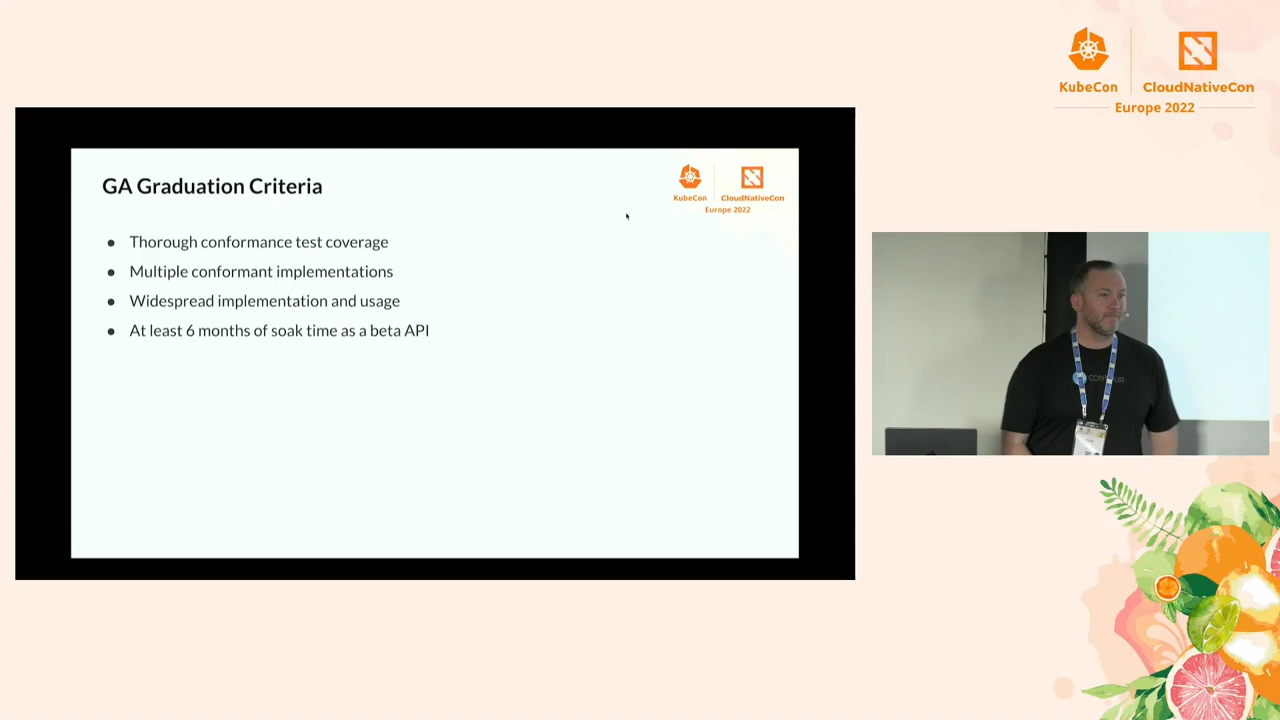 KubeCon
CloudNativeCon
Europe 2022
GA Graduation Criteria
KubeCon
CloudNativeCon
Europe 2022
● Thorough conformance test coverage
● Multiple conformant implementations
● Widespread implementation and usage
● At least 6 months of soak time as a beta API
CONTOUR